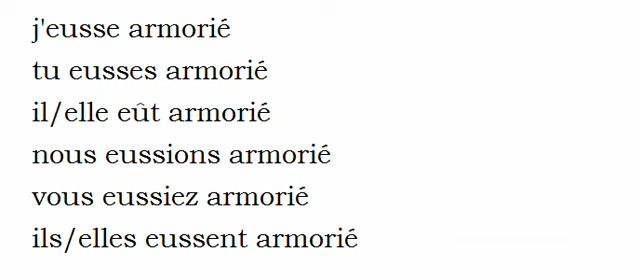 j'eusse armorié
tu eusses armorié
il/elle eût armorié
nous eussions armorié
vous eussiez armorié
ils/elles eussent armorié